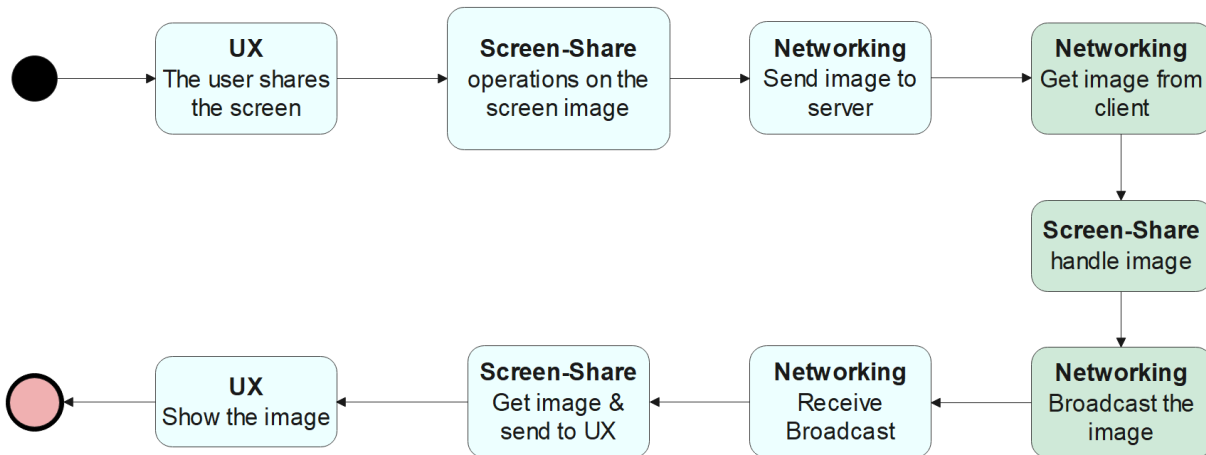 UX
The user shares
the screen
Screen-Share
operations on the
screen image
Networking
Send image to
server
Networking
Get image from
client
Screen-Share
handle image
Networking
Broadcast the
image
Networking
Receive
Broadcast
Screen-Share
Get image &
send to UX
UX
Show the image